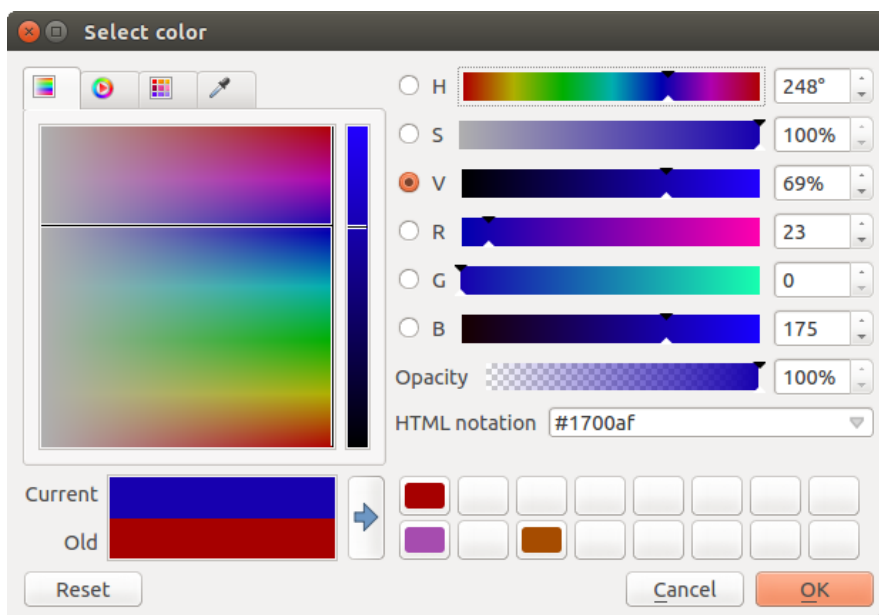 Select color
H 248°
S 100%
V 69%
R 23
G 0
B 175
Opacity 100%
HTML notation #1700af
Current
Old
Reset Cancel OK